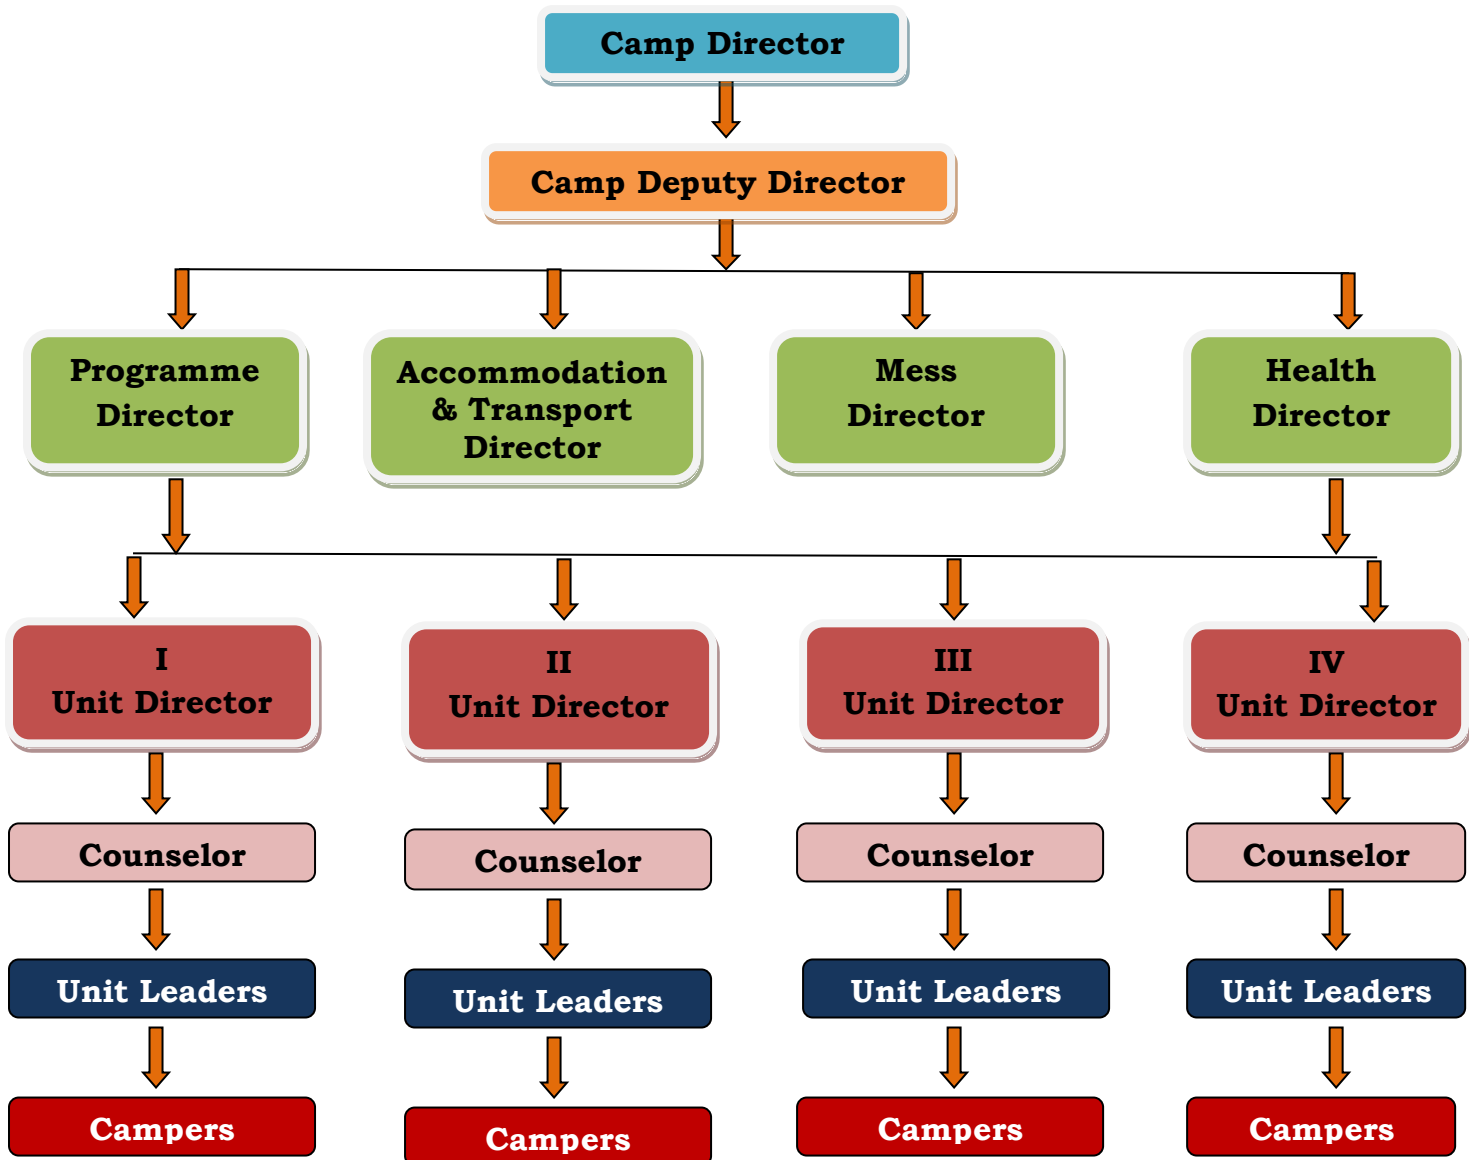 Camp Director
Camp Deputy Director
Programme
Director
Accommodation
& Transport
Director
Mess
Director
Health
Director
I
Unit Director
II
Unit Director
III
Unit Director
IV
Unit Director
Counselor
Counselor
Counselor
Counselor
Unit Leaders
Unit Leaders
Unit Leaders
Unit Leaders
Campers
Campers
Campers
Campers